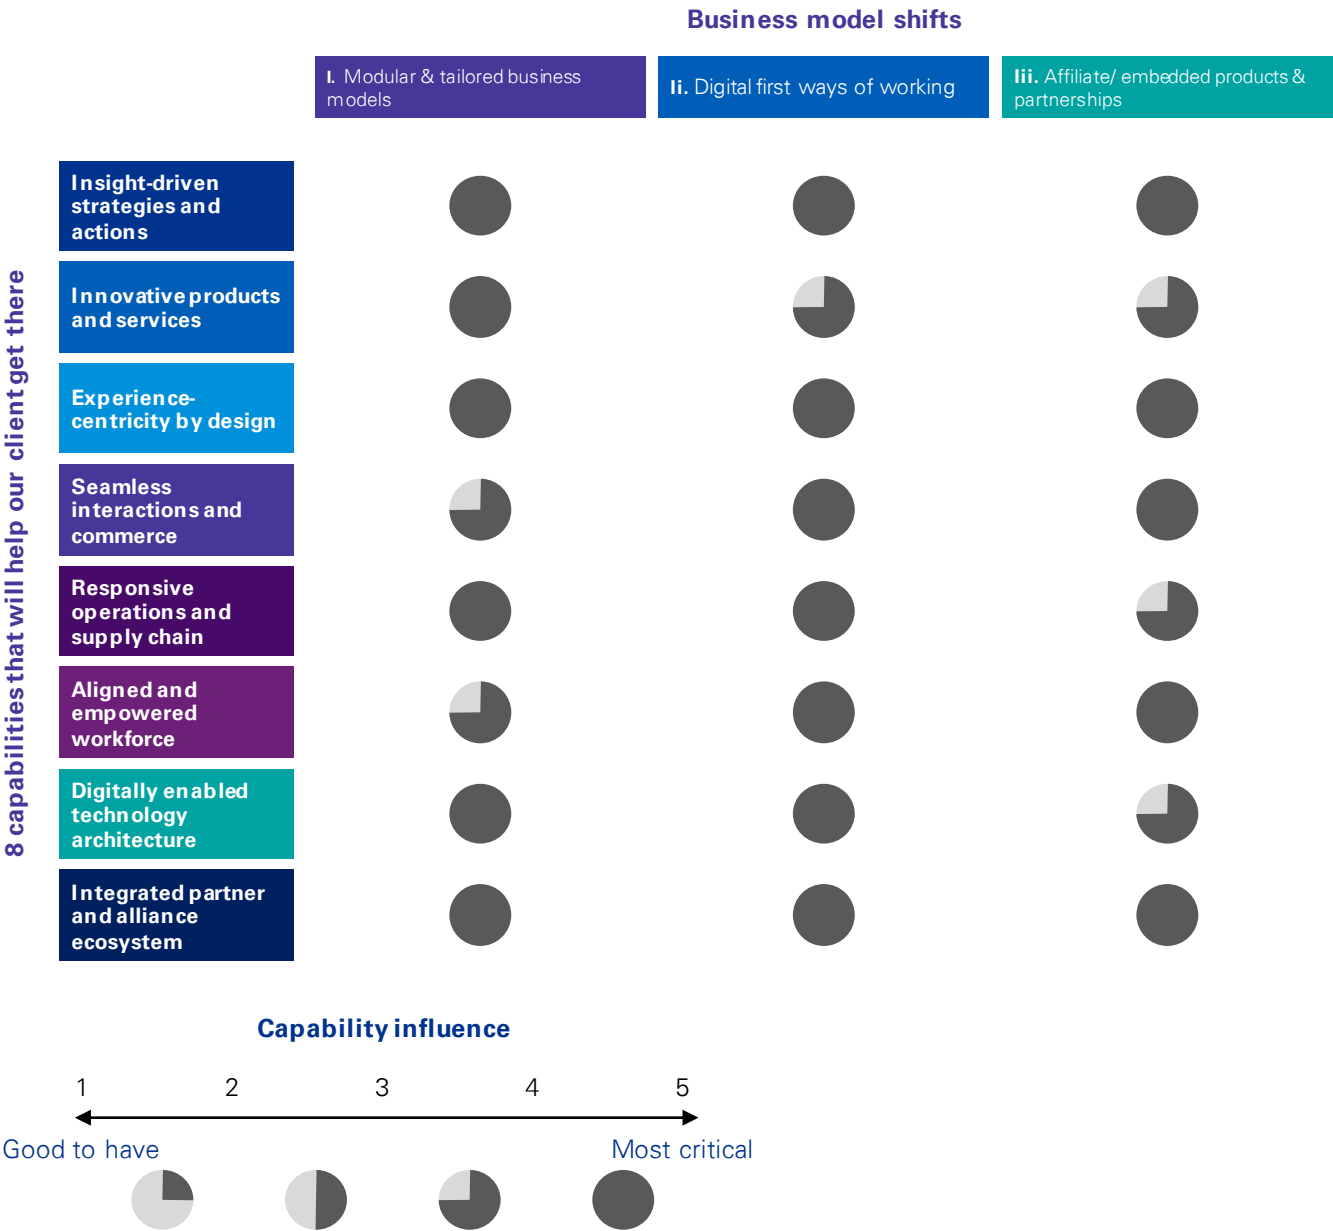 Business model shifts
I. Modular & tailored business
models
Ii. Digital first ways of working
Iii. Affiliate/ embedded products &
partnerships
8 capabilities that will help our client get there
Insight-driven
strategies and
actions
Innovative products
and services
Experience-
centricity by design
Seamless
interactions and
commerce
Responsive
operations and
supply chain
Aligned and
empowered
workforce
Digitally enabled
technology
architecture
Integrated partner
and alliance
ecosystem
Capability influence
1 2 3 4 5
Good to have Most critical